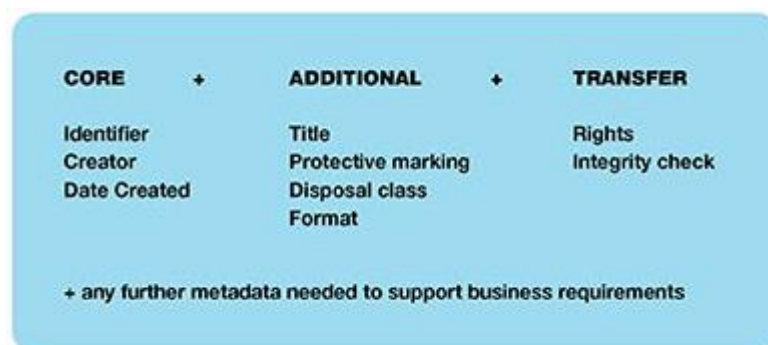 CORE + ADDITIONAL + TRANSFER
Identifier Title Rights
Creator Protective marking Integrity check
Date Created Disposal class
Format
+ any further metadata needed to support business requirements